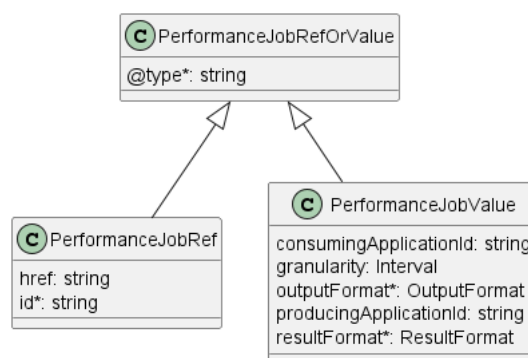 C PerformanceJobRefOrValue
@type*: string
C PerformanceJobRef
href: string
id*: string
C PerformanceJobValue
consumingApplicationId: string
granularity: Interval
outputFormat*: OutputFormat
producingApplicationId: string
resultFormat*: ResultFormat